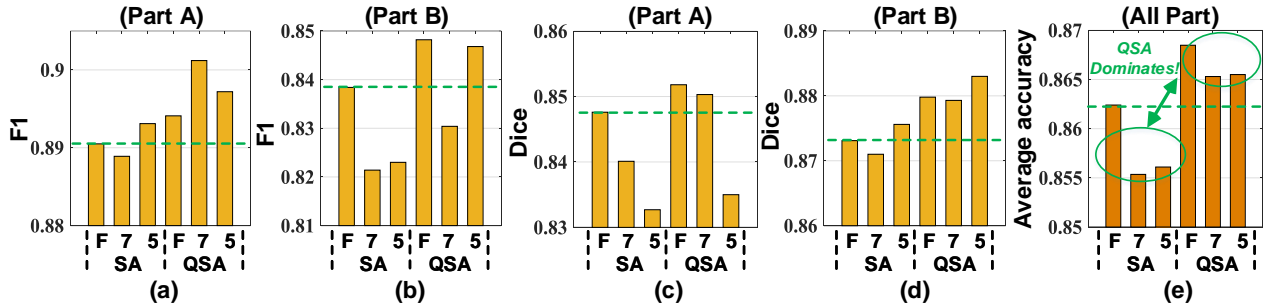 (Part A)
F1
0.9
0.89
0.88
F 7 5 F 7 5
SA QSA
(a)
(Part B)
F1
0.85
0.84
0.83
0.82
0.81
F 7 5 F 7 5
SA QSA
(b)
(Part A)
Dice
0.86
0.85
0.84
0.83
F 7 5 F 7 5
SA QSA
(c)
(Part B)
Dice
0.89
0.88
0.87
0.86
F 7 5 F 7 5
SA QSA
(d)
(All Part)
Average accuracy
0.87
0.865
0.86
0.855
0.85
QSA
Dominates!
F 7 5 F 7 5
SA QSA
(e)